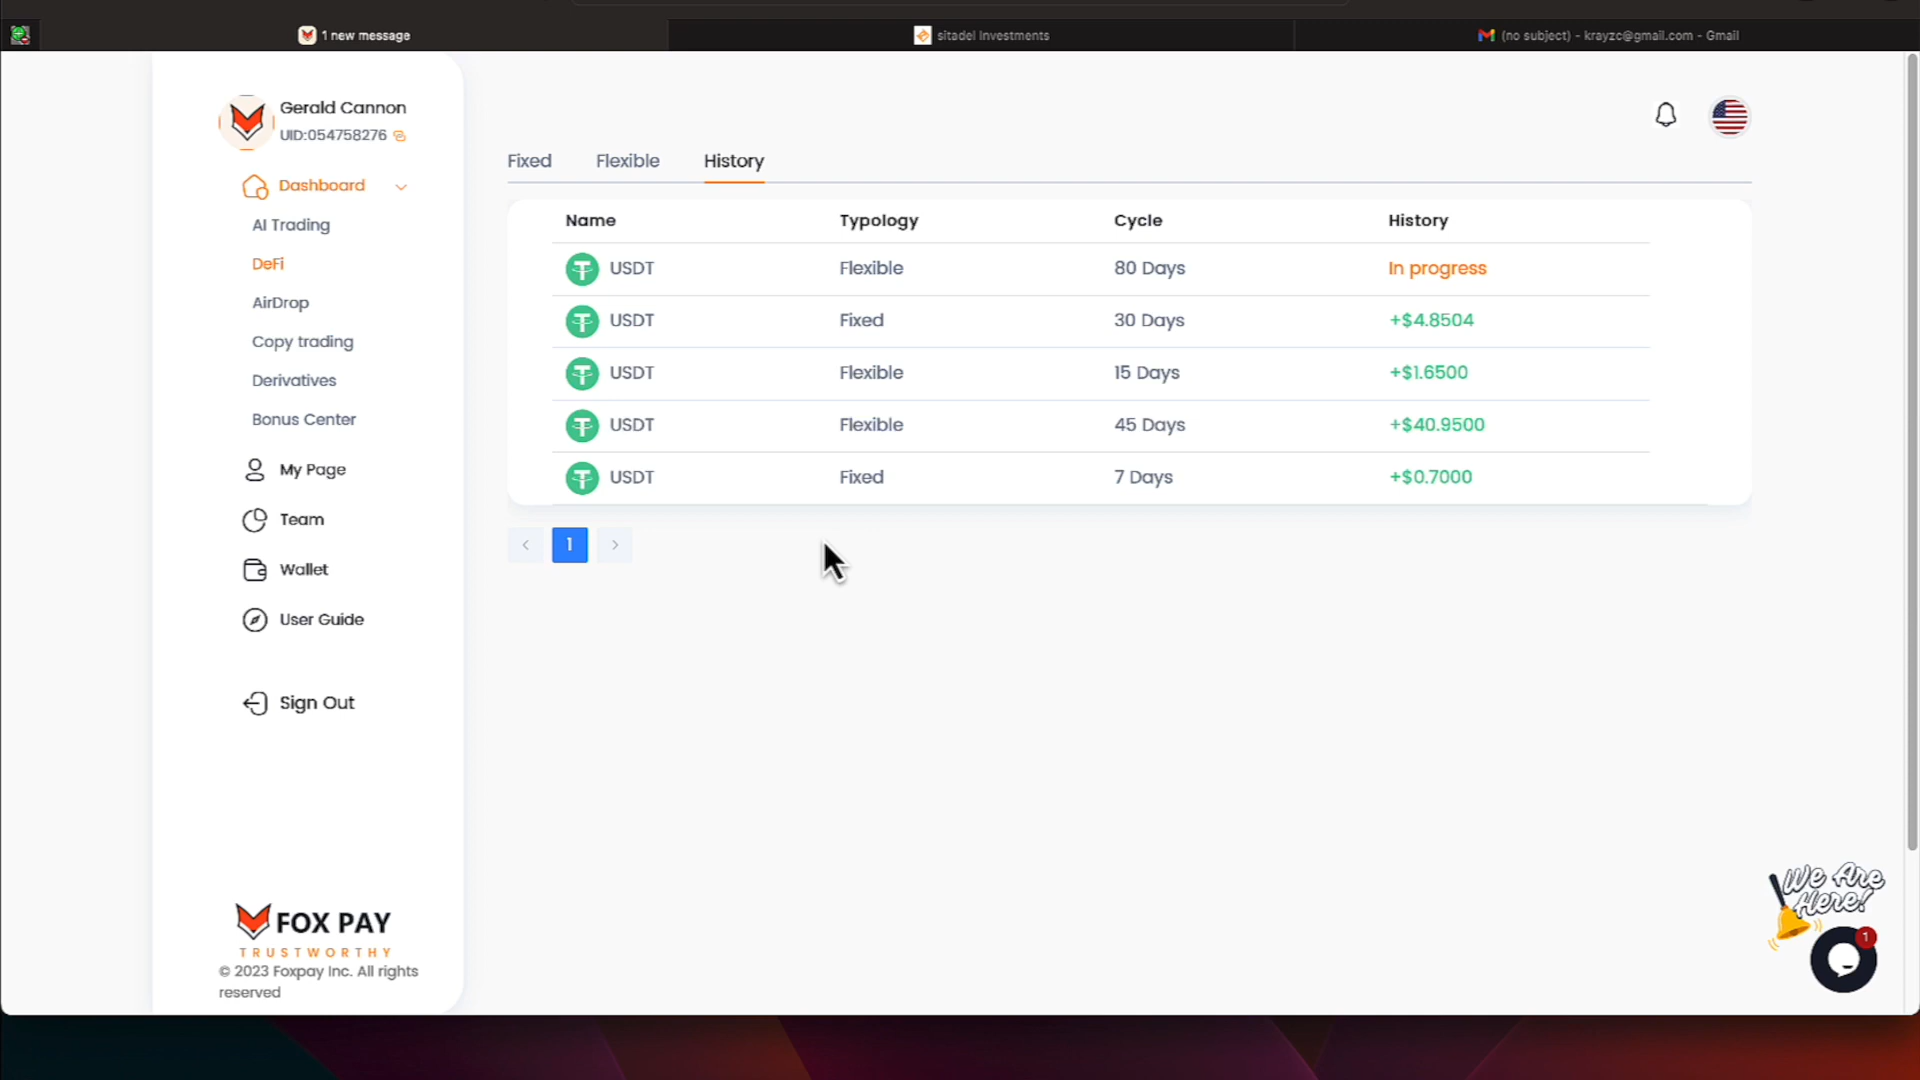 1 new message
sitadel Investments
(no subject) - krayzc@gmail.com - Gmail
Gerald Cannon
UID:054758276
Dashboard
AI Trading
DeFi
AirDrop
Copy trading
Derivatives
Bonus Center
My Page
Team
Wallet
User Guide
Sign Out
FOX PAY
TRUSTWORTHY
© 2023 Foxpay Inc. All rights
reserved
Fixed Flexible History
Name Typology Cycle History
USDT Flexible 80 Days In progress
USDT Fixed 30 Days +$4.8504
USDT Flexible 15 Days +$1.6500
USDT Flexible 45 Days +$40.9500
USDT Fixed 7 Days +$0.7000
< 1 >
We Are
Here!
1